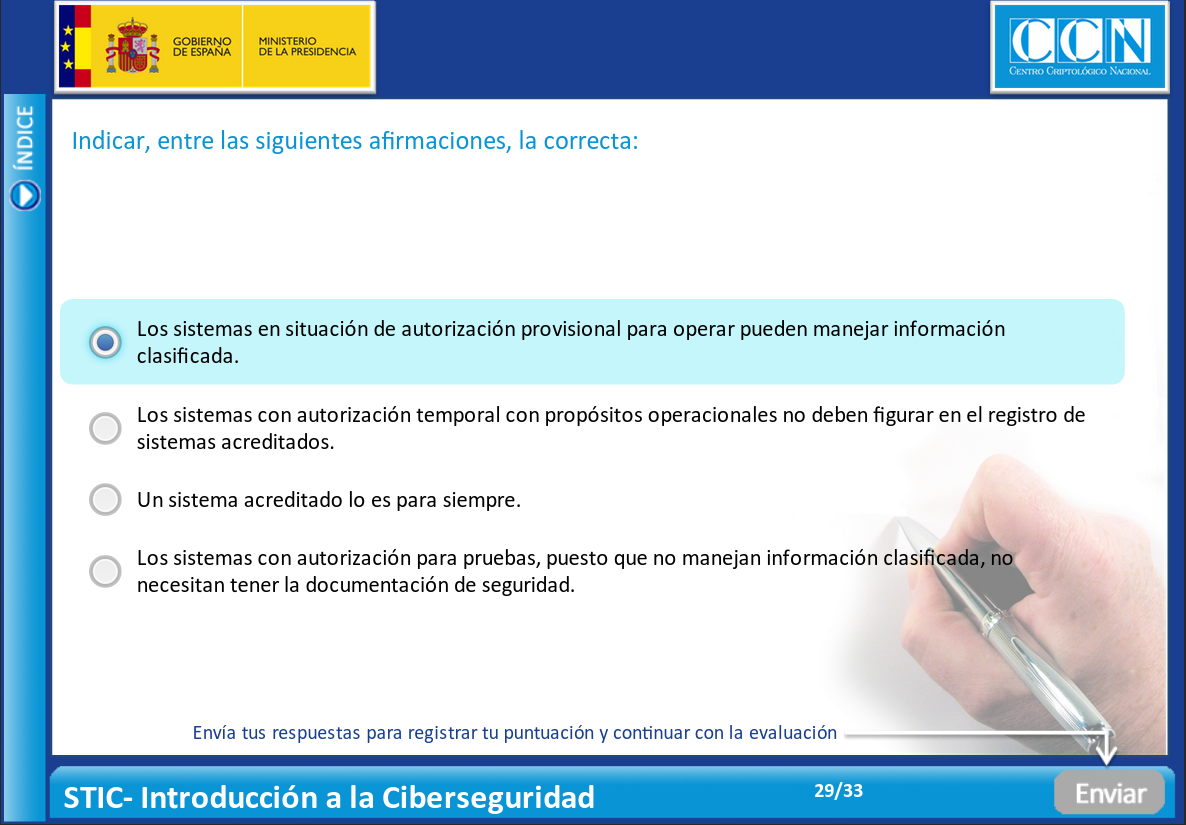 GOBIERNO
DE ESPAÑA
MINISTERIO
DE LA PRESIDENCIA
CCN
CENTRO CRIPTOLÓGICO NACIONAL
ÍNDICE
Indicar, entre las siguientes afirmaciones, la correcta:
Los sistemas en situación de autorización provisional para operar pueden manejar información
clasificada.
Los sistemas con autorización temporal con propósitos operacionales no deben figurar en el registro de
sistemas acreditados.
Un sistema acreditado lo es para siempre.
Los sistemas con autorización para pruebas, puesto que no manejan información clasificada, no
necesitan tener la documentación de seguridad.
Envía tus respuestas para registrar tu puntuación y continuar con la evaluación
STIC- Introducción a la Ciberseguridad
29/33
Enviar